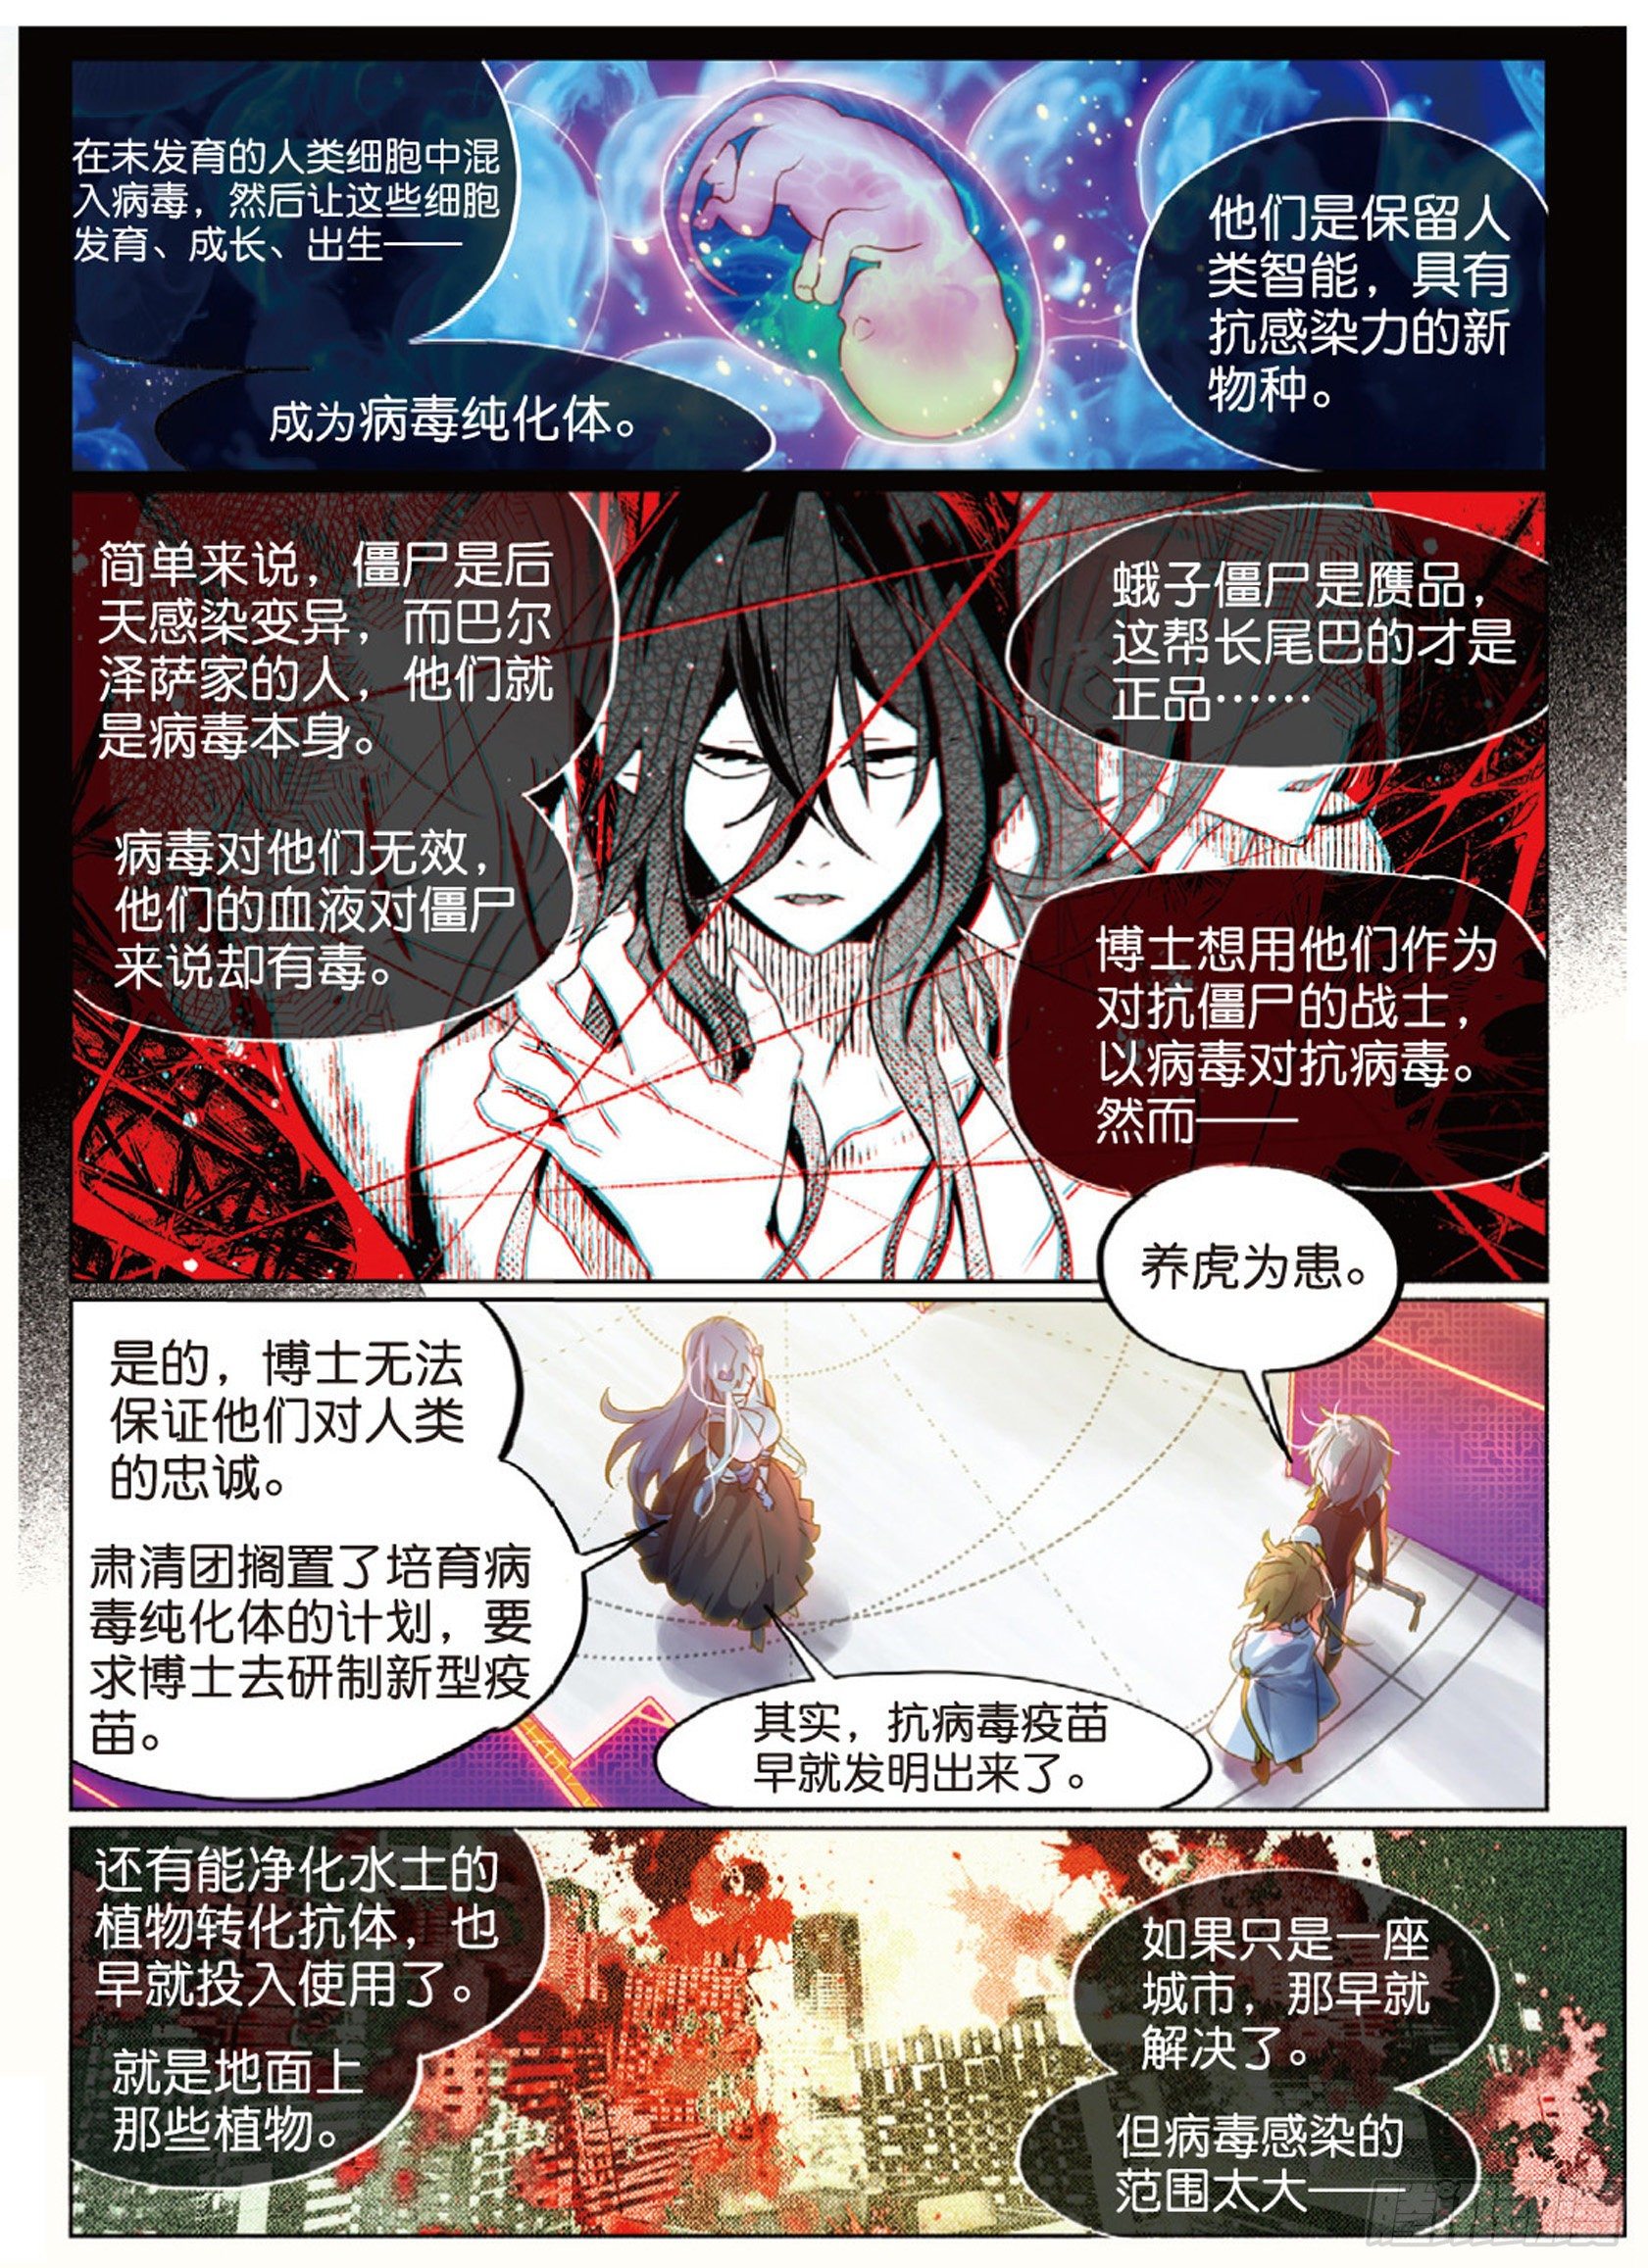 在未发育的人类细胞中混
入病毒，然后让这些细胞
发育、成长、出生——
成为病毒纯化体。
他们是保留人
类智能，具有
抗感染力的新
物种。
简单来说，僵尸是后
天感染变异，而巴尔
泽萨家的人，他们就
是病毒本身。
病毒对他们无效，
他们的血液对僵尸
来说却有毒。
蛾子僵尸是赝品，
这帮长尾巴的才是
正品……
博士想用他们作为
对抗僵尸的战士，
以病毒对抗病毒。
然而——
养虎为患。
是的，博士无法
保证他们对人类
的忠诚。
肃清团搁置了培育病
毒纯化体的计划，要
求博士去研制新型疫
苗。
其实，抗病毒疫苗
早就发明出来了。
还有能净化水土的
植物转化抗体，也
早就投入使用了。
就是地面上
那些植物。
如果只是一座
城市，那早就
解决了。
但病毒感染的
范围太大——